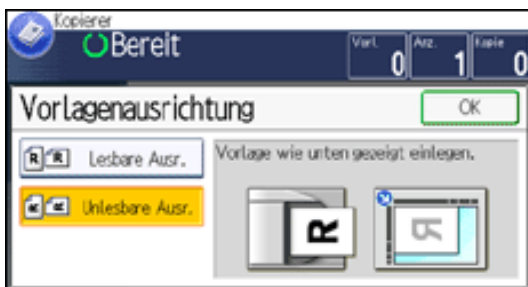 Kopierer
Bereit
Vorl. 0 Anz. 1 Kopie 0
Vorlagenausrichtung OK
R R Lesbare Ausr.
Vorlage wie unten gezeigt einlegen.
R R Unlesbare Ausr.
R R